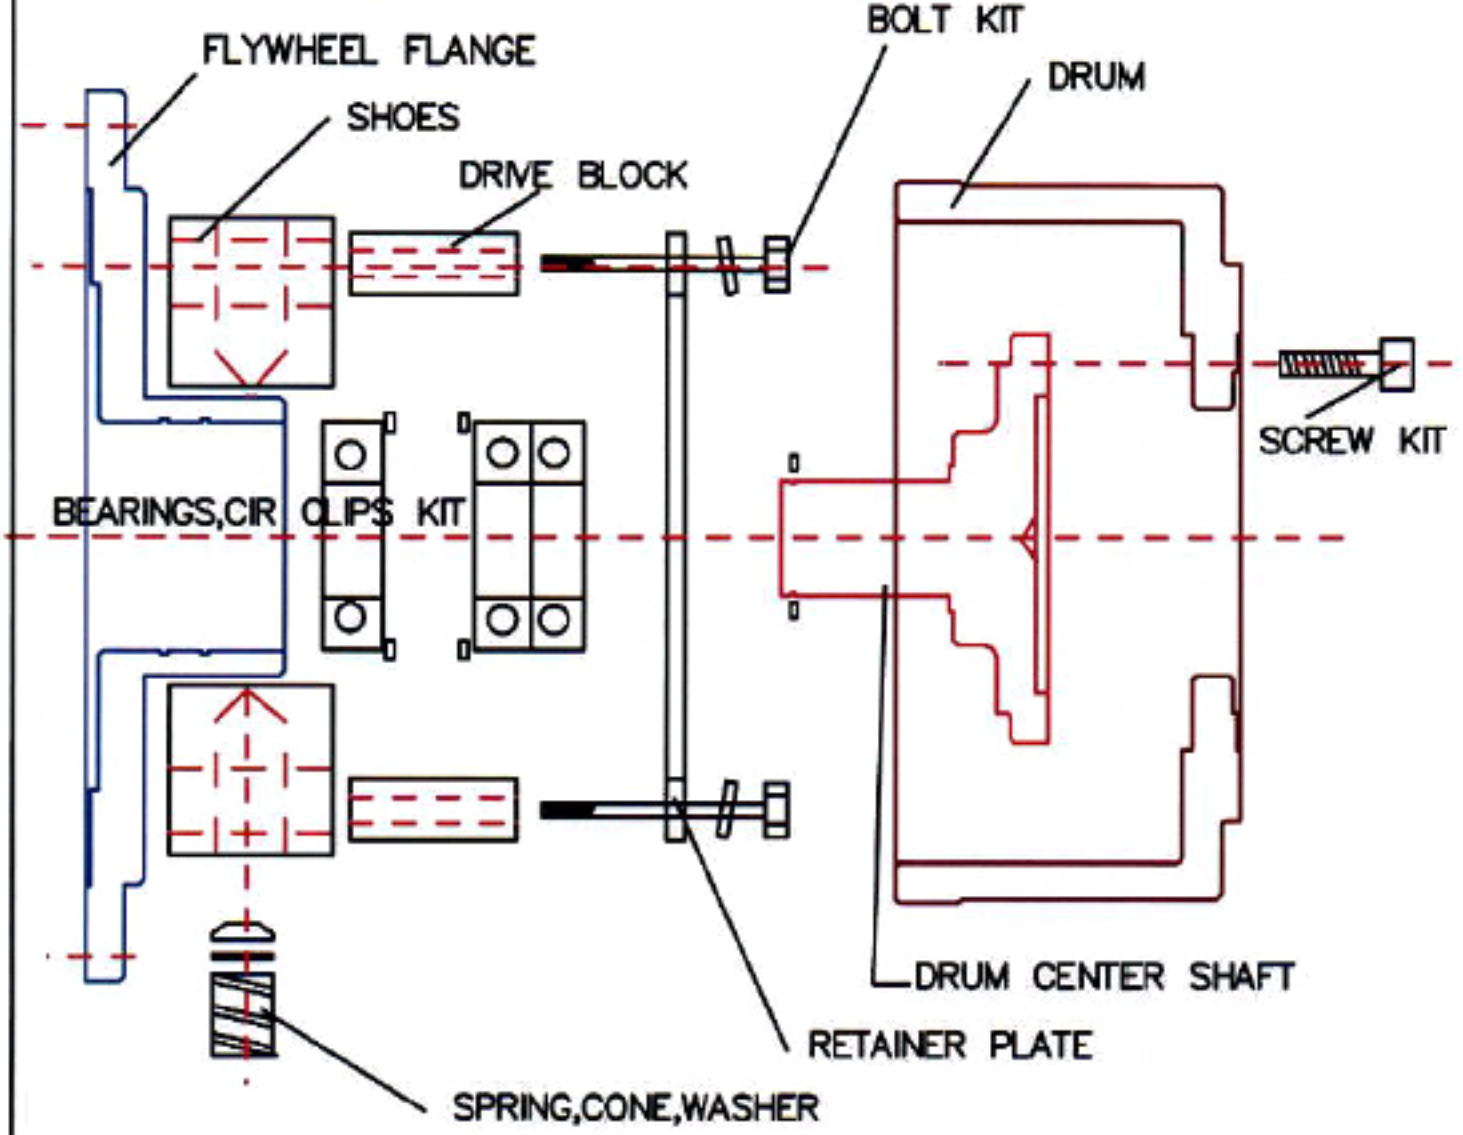 BOLT KIT
FLYWHEEL FLANGE
DRUM
SHOES
DRIVE BLOCK
SCREW KIT
BEARINGS,CIR CLIPS KIT
DRUM CENTER SHAFT
RETAINER PLATE
SPRING,CONE,WASHER